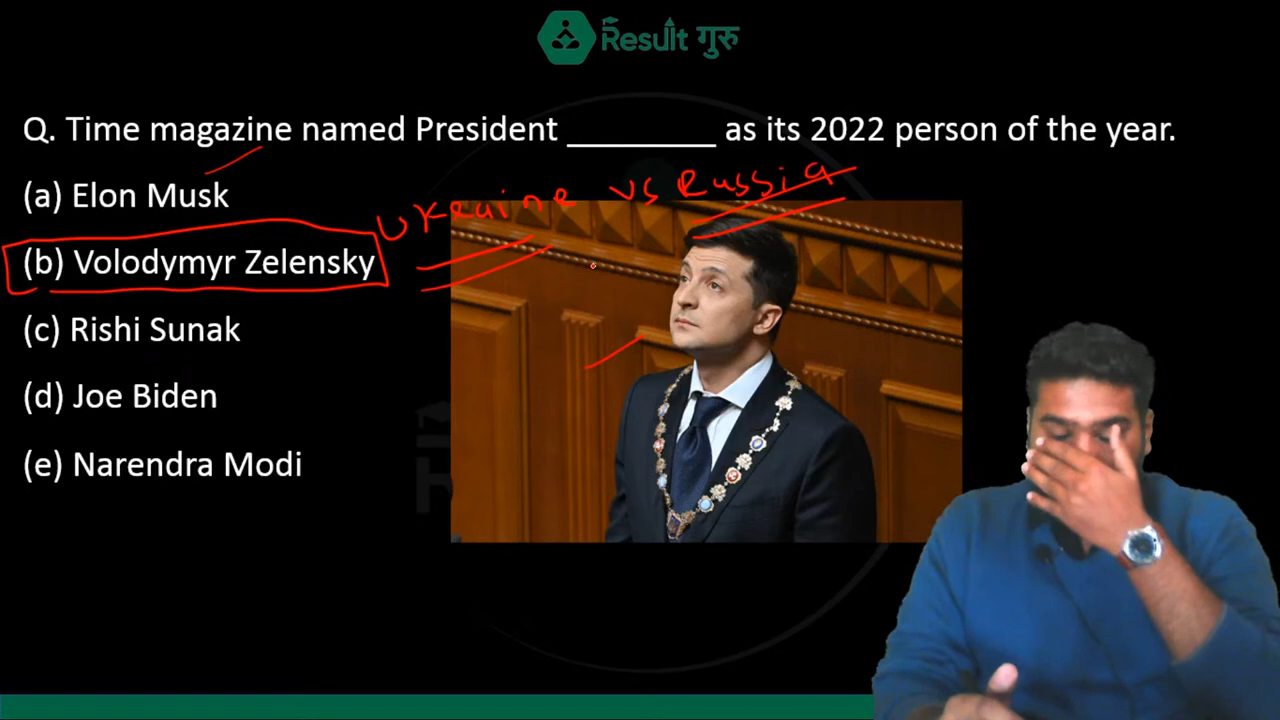 Result गुरु
Q. Time magazine named President ________ as its 2022 person of the year.
(a) Elon Musk
Ukraine vs Russia
(b) Volodymyr Zelensky
(c) Rishi Sunak
(d) Joe Biden
(e) Narendra Modi